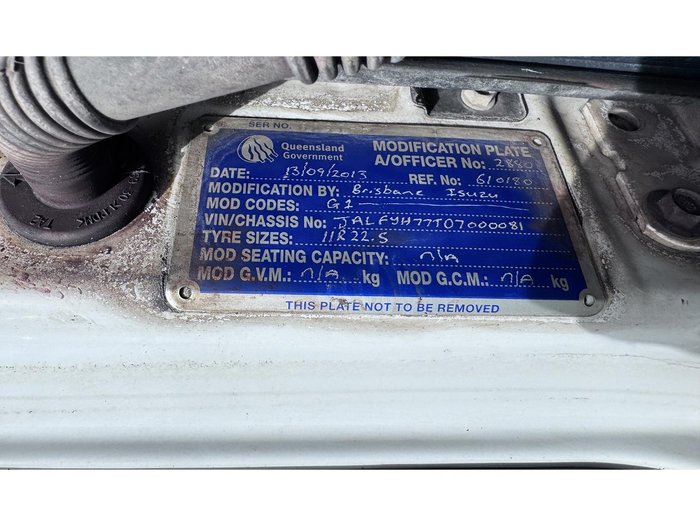 SER NO.
Queensland Government
MODIFICATION PLATE
A/OFFICER No: 2880
DATE: 13/09/2013
REF. No: 610180
MODIFICATION BY: Brisbane Isuzu
MOD CODES: G1
VIN/CHASSIS No: JALFYH77T07000081
TYRE SIZES: 11R22.5
MOD SEATING CAPACITY: n/A
MOD G.V.M.: n/A kg MOD G.C.M.: n/A kg
THIS PLATE NOT TO BE REMOVED